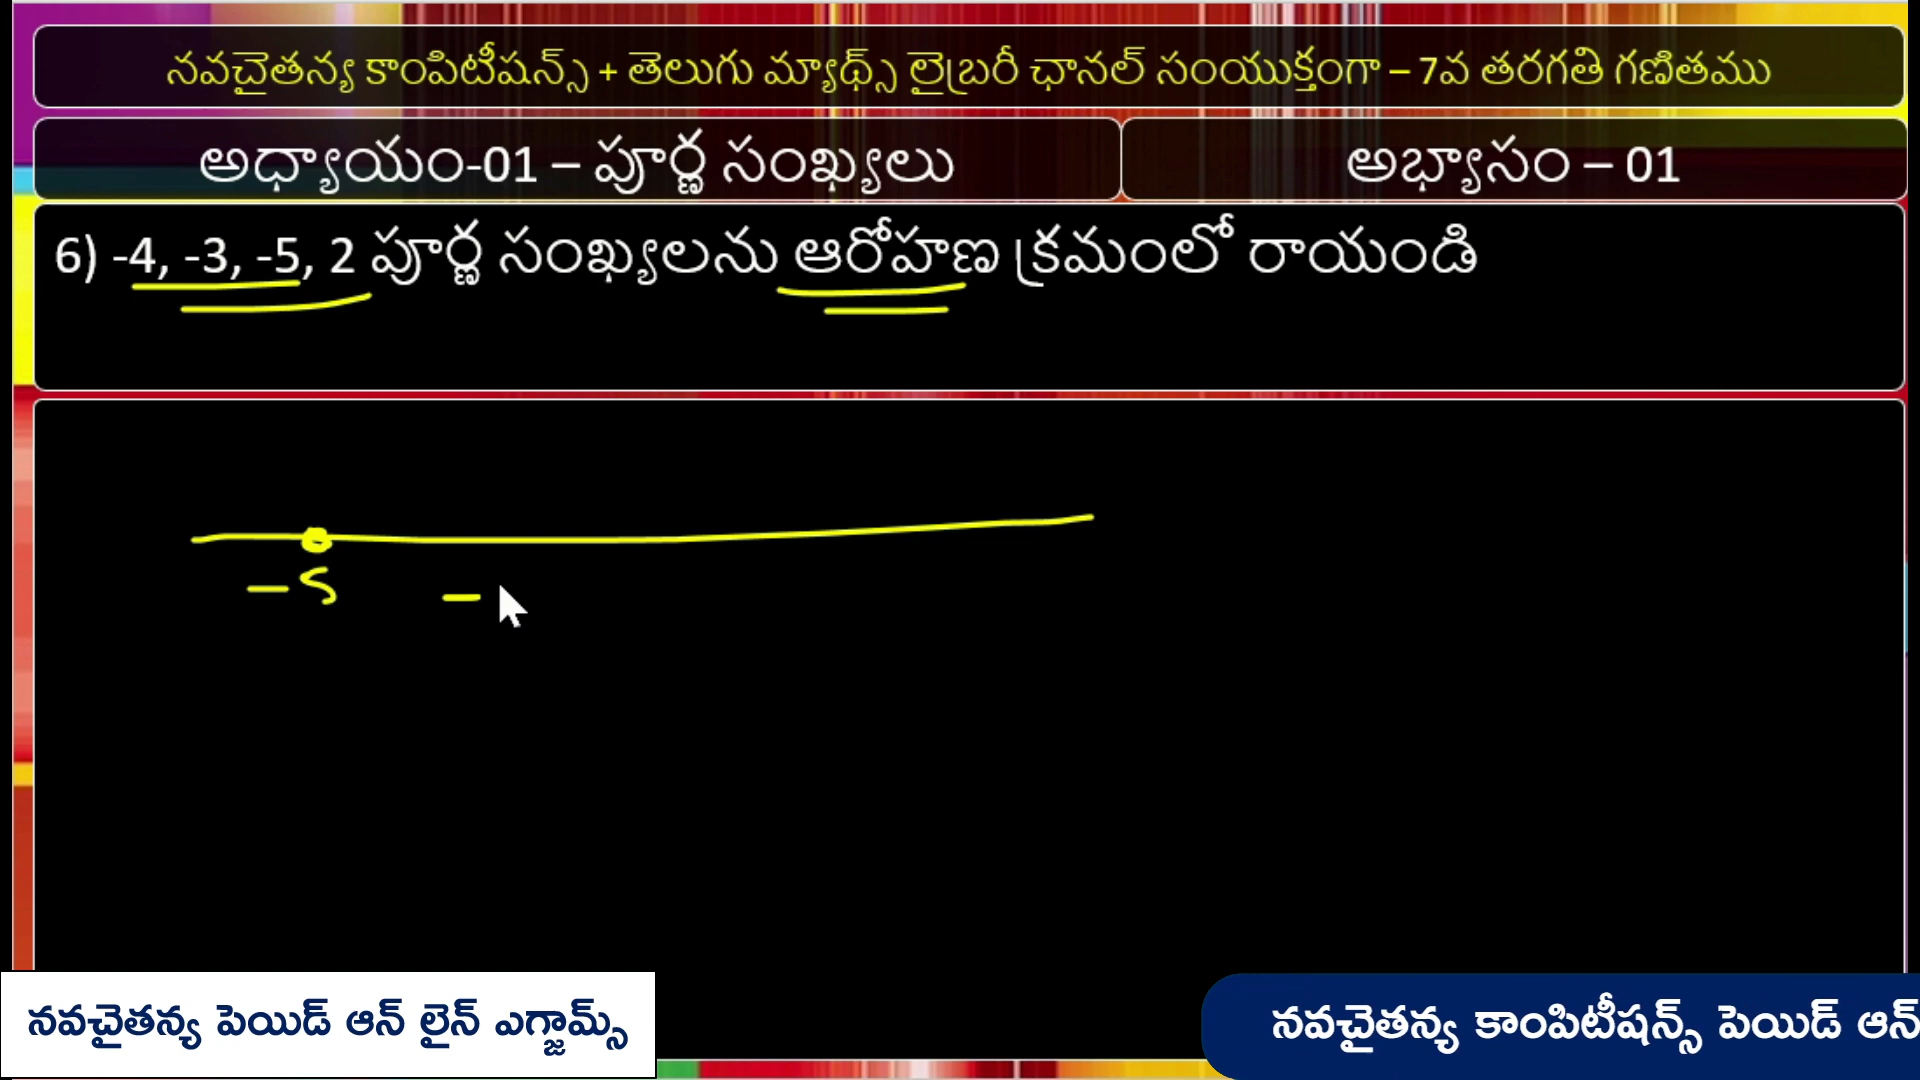 నవచైతన్య కాంపిటీషన్స్ + తెలుగు మ్యాథ్స్ లైబ్రరీ ఛానల్ సంయుక్తంగా – 7వ తరగతి గణితము
అధ్యాయం-01 – పూర్ణ సంఖ్యలు
అభ్యాసం – 01
6) -4, -3, -5, 2 పూర్ణ సంఖ్యలను ఆరోహణ క్రమంలో రాయండి
-5 -
నవచైతన్య పెయిడ్ ఆన్ లైన్ ఎగ్జామ్స్
నవచైతన్య కాంపిటీషన్స్ పెయిడ్ ఆన్